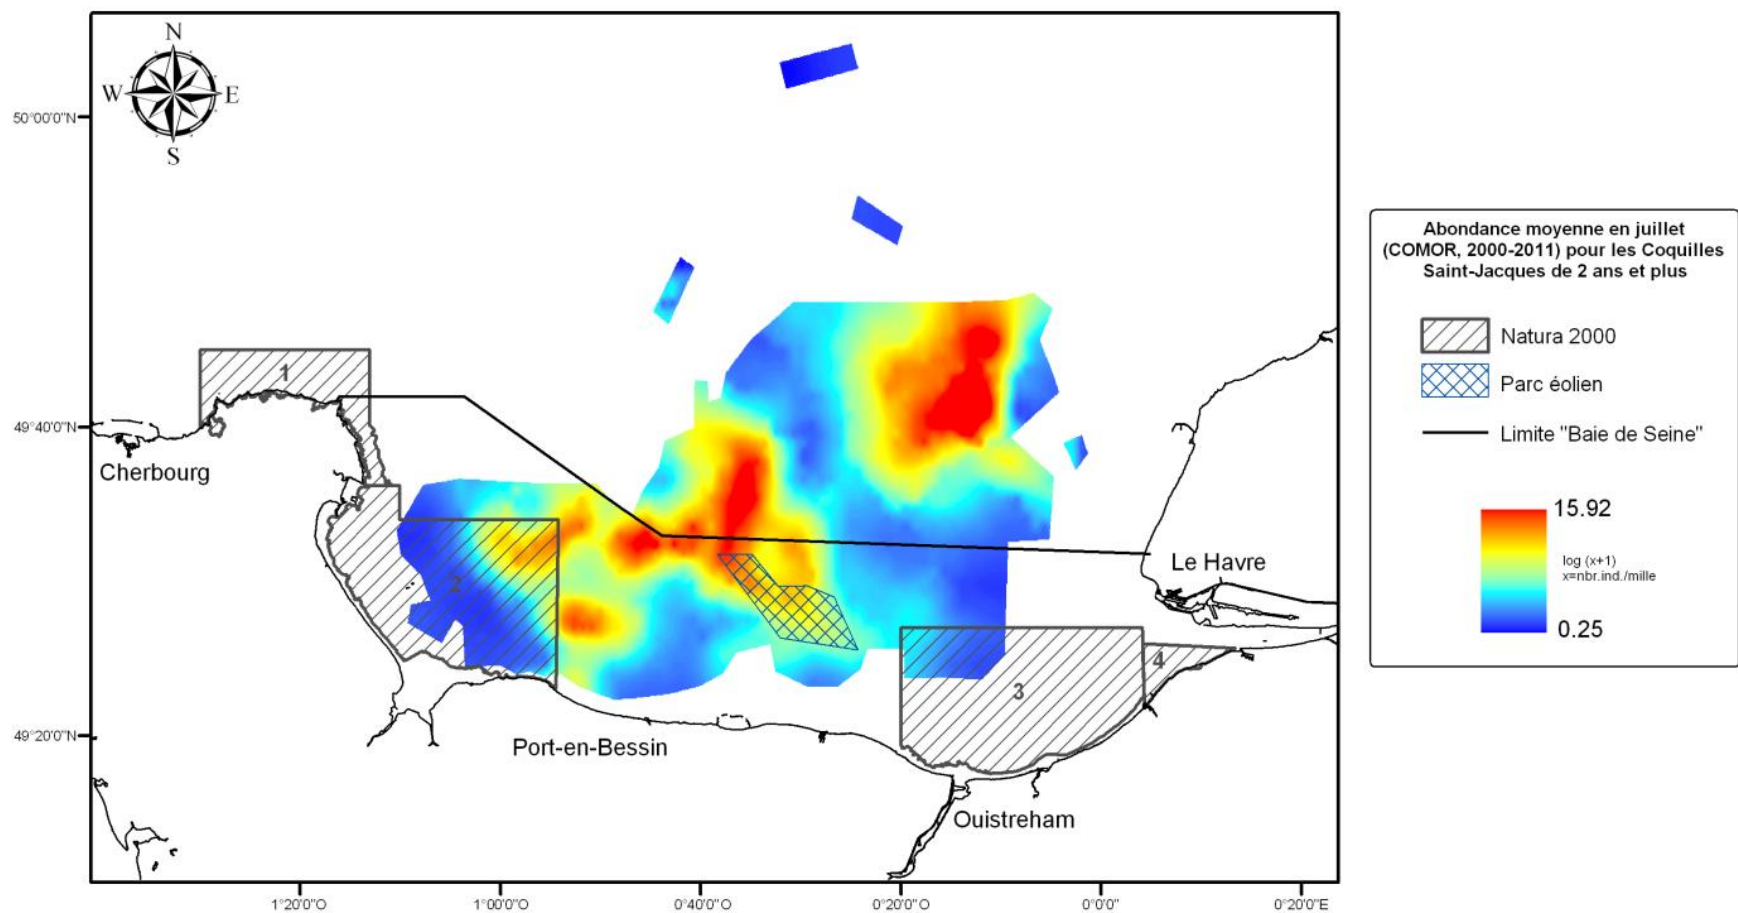 N
W E
S
50°00'0"N
49°40'0"N
49°20'0"N
1
2
3
4
Cherbourg
Le Havre
Port-en-Bessin
Ouistreham
1°20'0"O 1°00'0"O 0°40'0"O 0°20'0"O 0°0'0" 0°20'0"E
Abondance moyenne en juillet
(COMOR, 2000-2011) pour les Coquilles
Saint-Jacques de 2 ans et plus
Natura 2000
Parc éolien
Limite "Baie de Seine"
15.92
log (x+1)
x=nbr.ind./mille
0.25